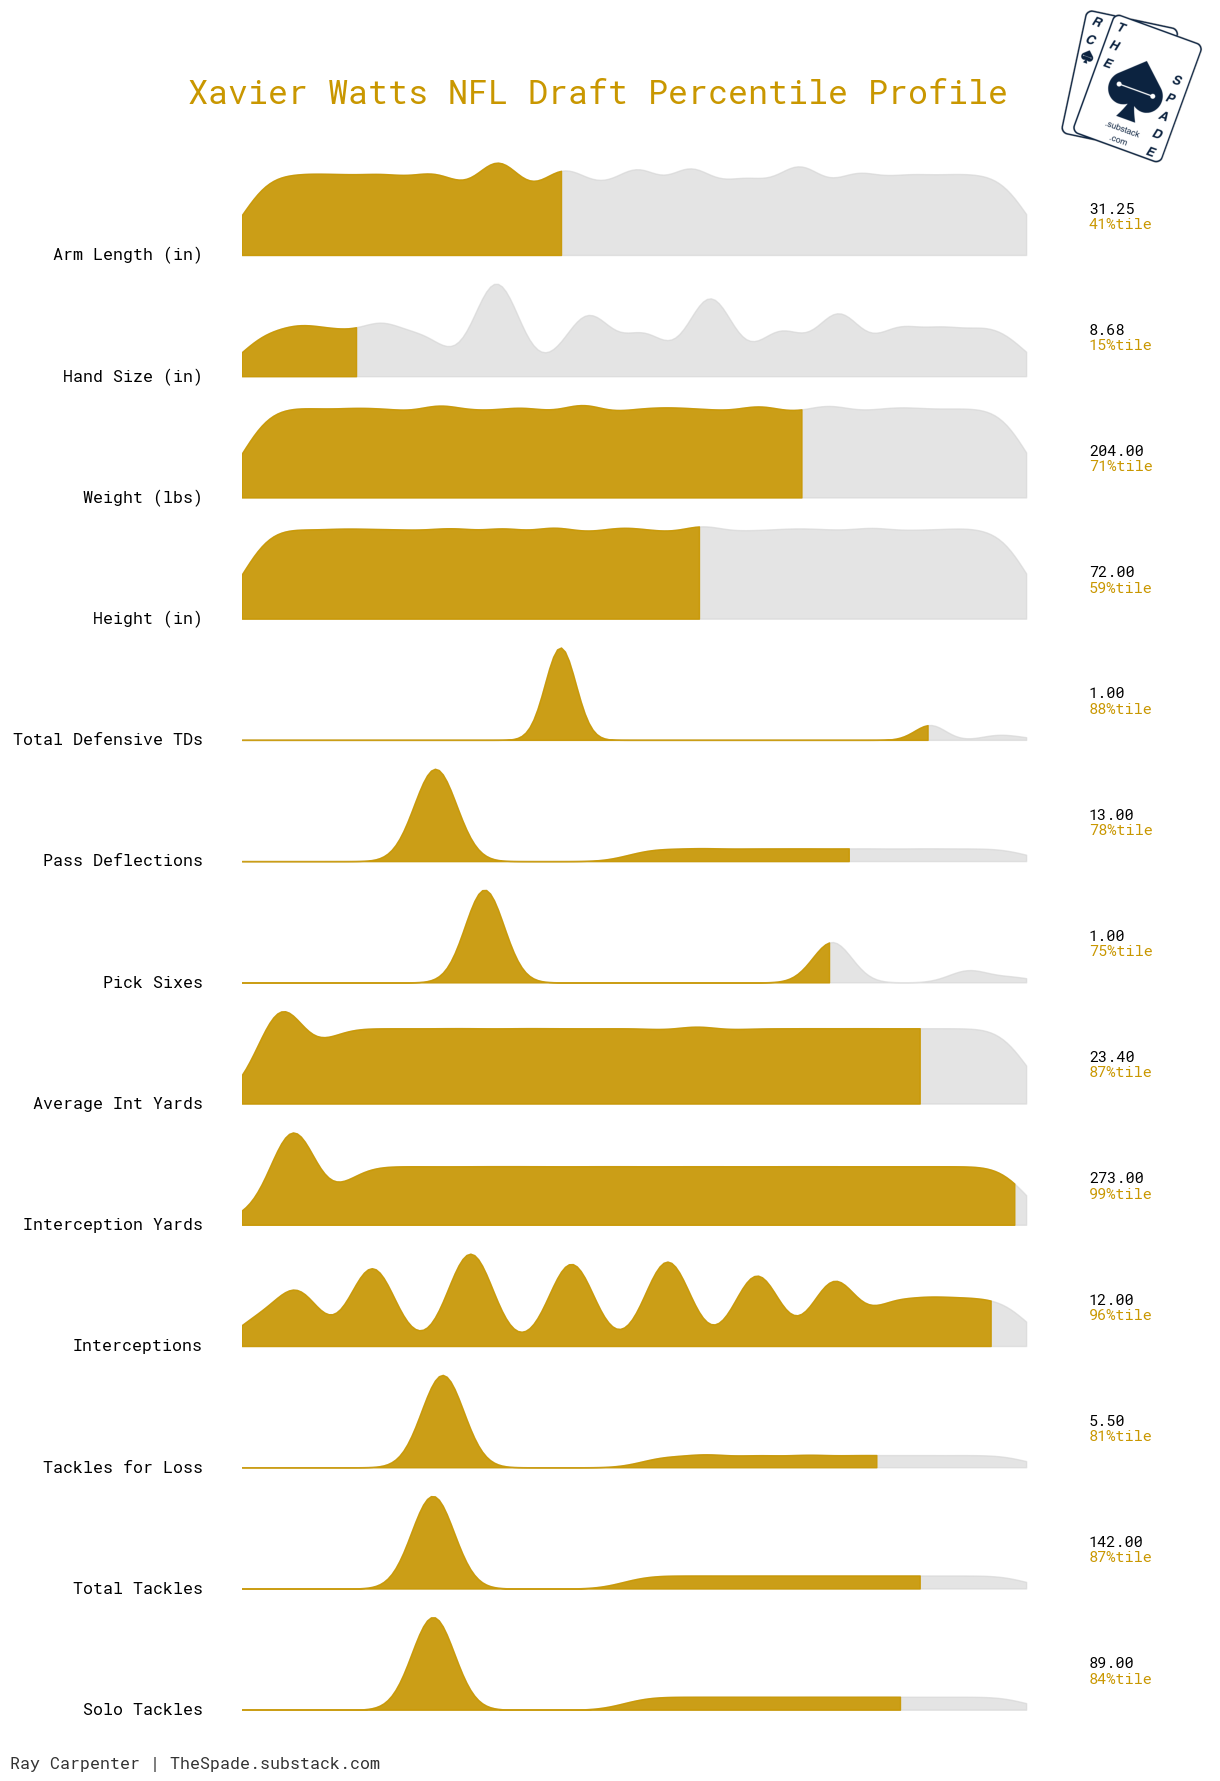 Xavier Watts NFL Draft Percentile Profile
RC
THE
SPADE
.substack
.com
31.25
41%tile
Arm Length (in)
8.68
15%tile
Hand Size (in)
204.00
71%tile
Weight (lbs)
72.00
59%tile
Height (in)
1.00
88%tile
Total Defensive TDs
13.00
78%tile
Pass Deflections
1.00
75%tile
Pick Sixes
23.40
87%tile
Average Int Yards
273.00
99%tile
Interception Yards
12.00
96%tile
Interceptions
5.50
81%tile
Tackles for Loss
142.00
87%tile
Total Tackles
89.00
84%tile
Solo Tackles
Ray Carpenter | TheSpade.substack.com